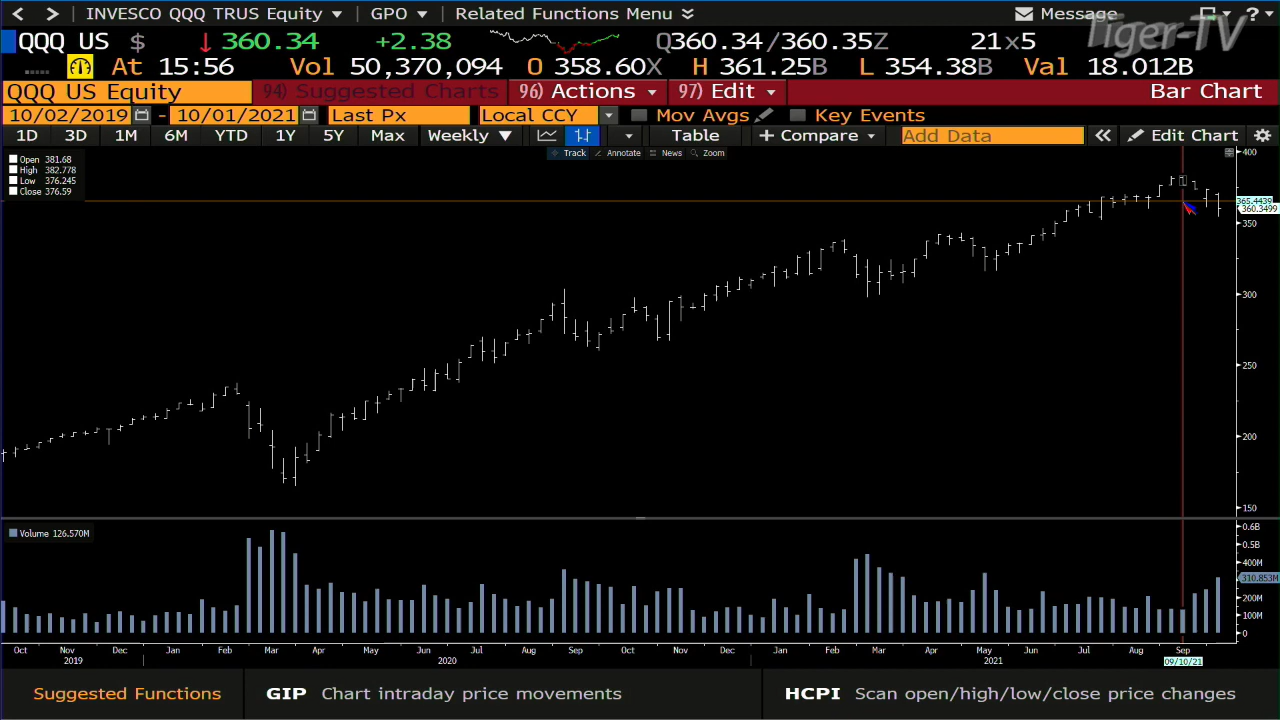 < > INVESCO QQQ TRUS Equity GPO Related Functions Menu Message ?
Tiger-TV
QQQ US $ ↓ 360.34 +2.38 Q360.34/360.35Z 21x5
At 15:56 Vol 50,370,094 O 358.60X H 361.25B L 354.38B Val 18.012B
QQQ US Equity 94) Suggested Charts 96) Actions 97) Edit Bar Chart
10/02/2019 - 10/01/2021 Last Px Local CCY Mov Avgs Key Events
1D 3D 1M 6M YTD 1Y 5Y Max Weekly Table + Compare Add Data « Edit Chart
Track Annotate News Zoom
Open 381.68
High 382.778
Low 376.245
Close 376.59
400
365.4439
360.3499
350
300
250
200
150
Volume 126.570M
0.6B
0.5B
400M
310.853M
200M
100M
0
Oct Nov Dec Jan Feb Mar Apr May Jun Jul Aug Sep Oct Nov Dec Jan Feb Mar Apr May Jun Jul Aug Sep
2019 2020 2021 09/10/21
Suggested Functions GIP Chart intraday price movements HCPI Scan open/high/low/close price changes